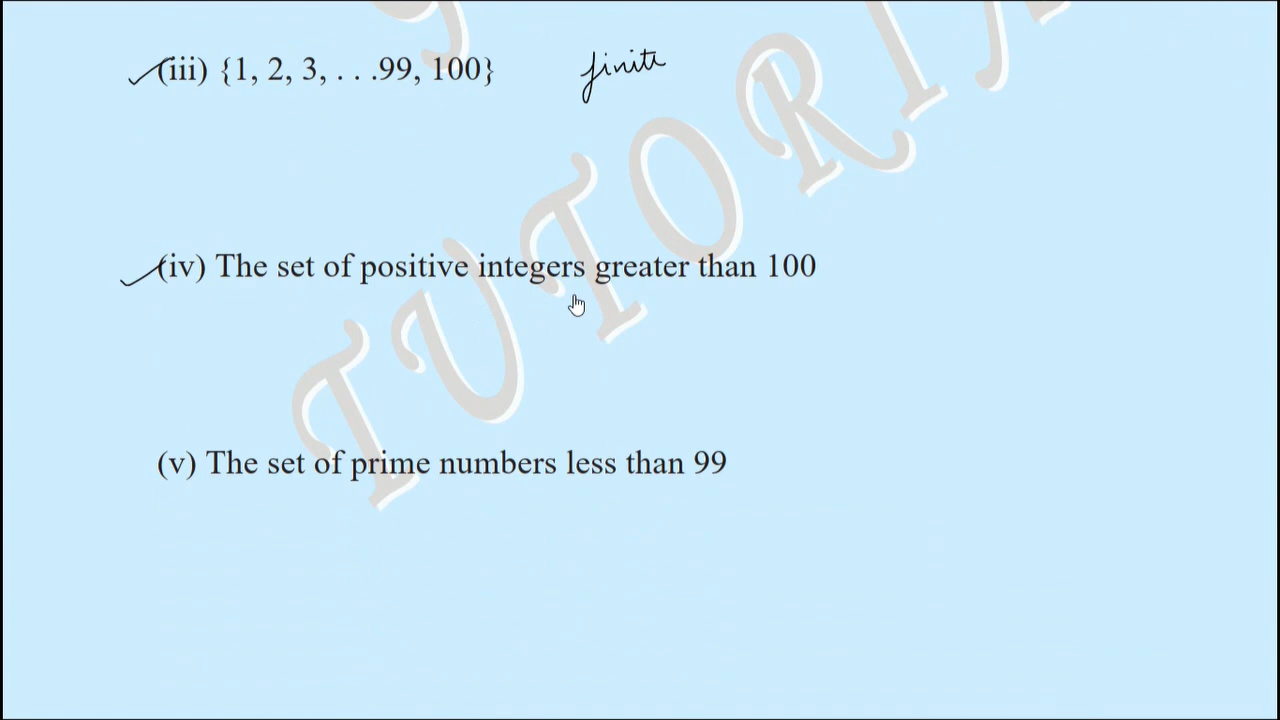 (iii) {1, 2, 3, . . .99, 100} finite
(iv) The set of positive integers greater than 100
(v) The set of prime numbers less than 99
TUTORIA